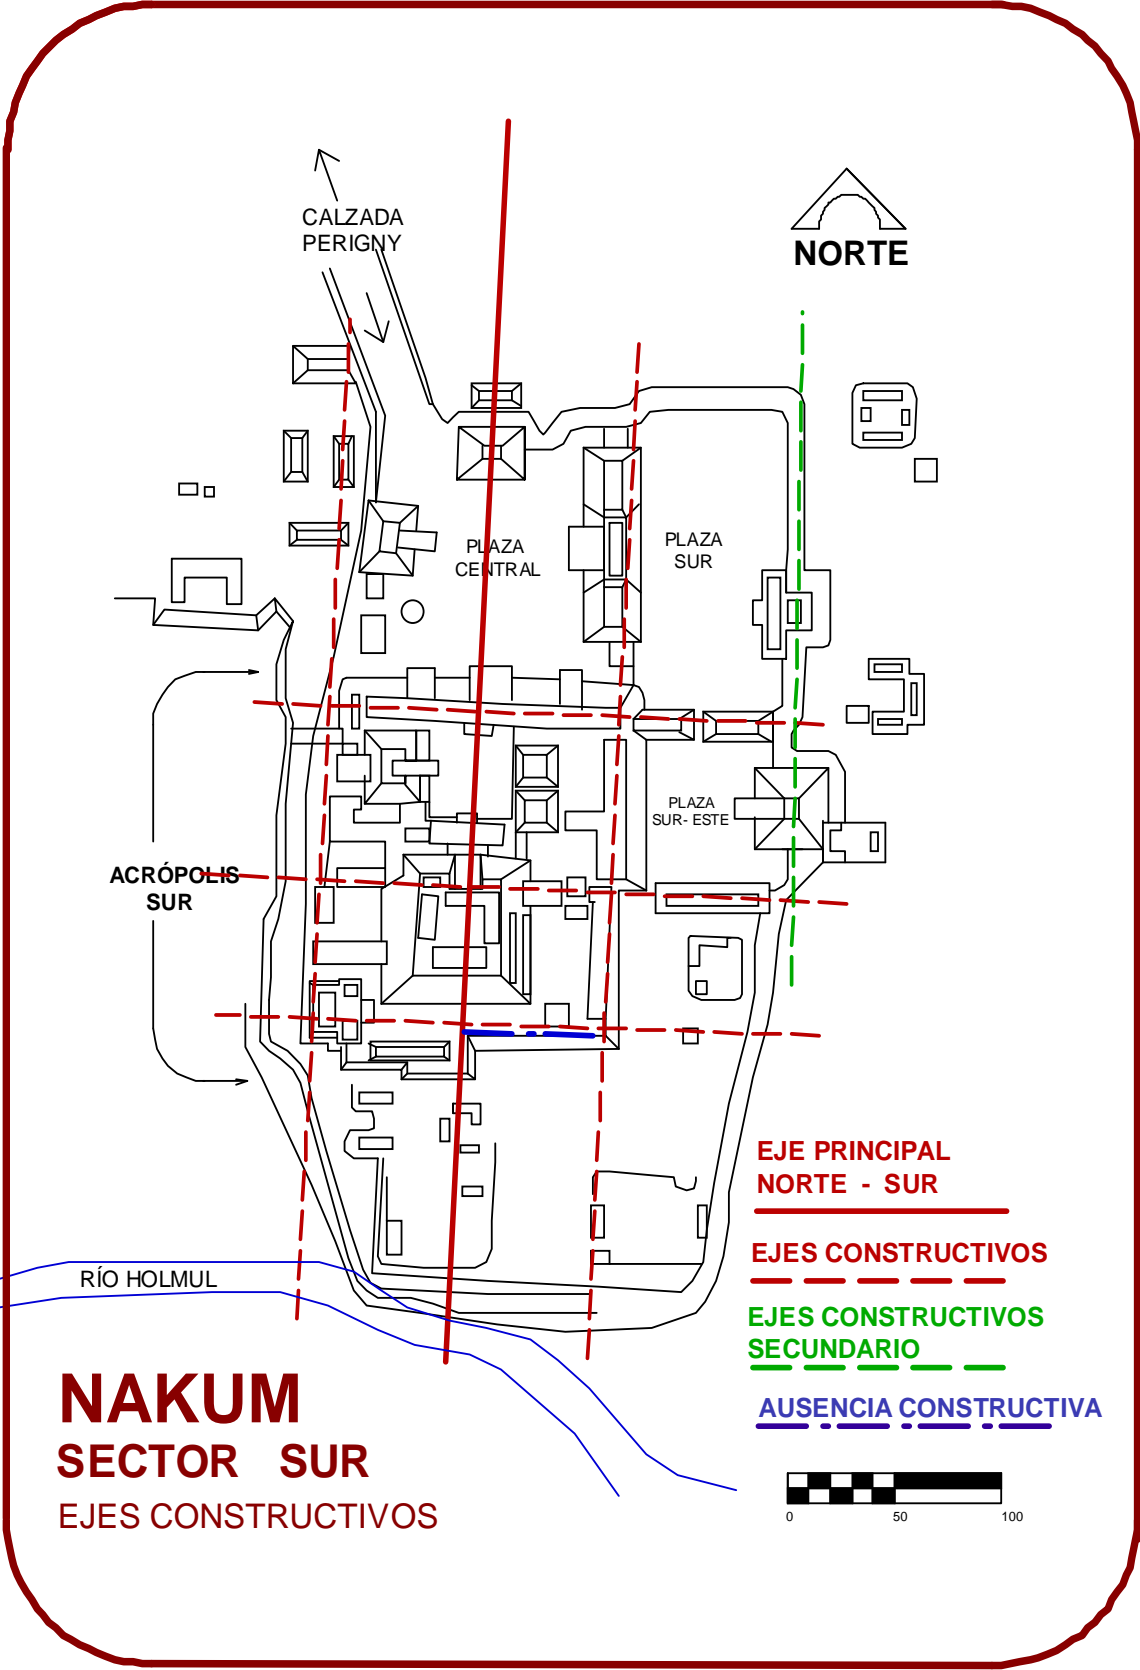 CALZADA
PERIGNY
NORTE
PLAZA
CENTRAL
PLAZA
SUR
PLAZA
SUR- ESTE
ACRÓPOLIS
SUR
EJE PRINCIPAL
NORTE - SUR
EJES CONSTRUCTIVOS
RÍO HOLMUL
EJES CONSTRUCTIVOS
SECUNDARIO
AUSENCIA CONSTRUCTIVA
NAKUM
SECTOR SUR
EJES CONSTRUCTIVOS
0 50 100